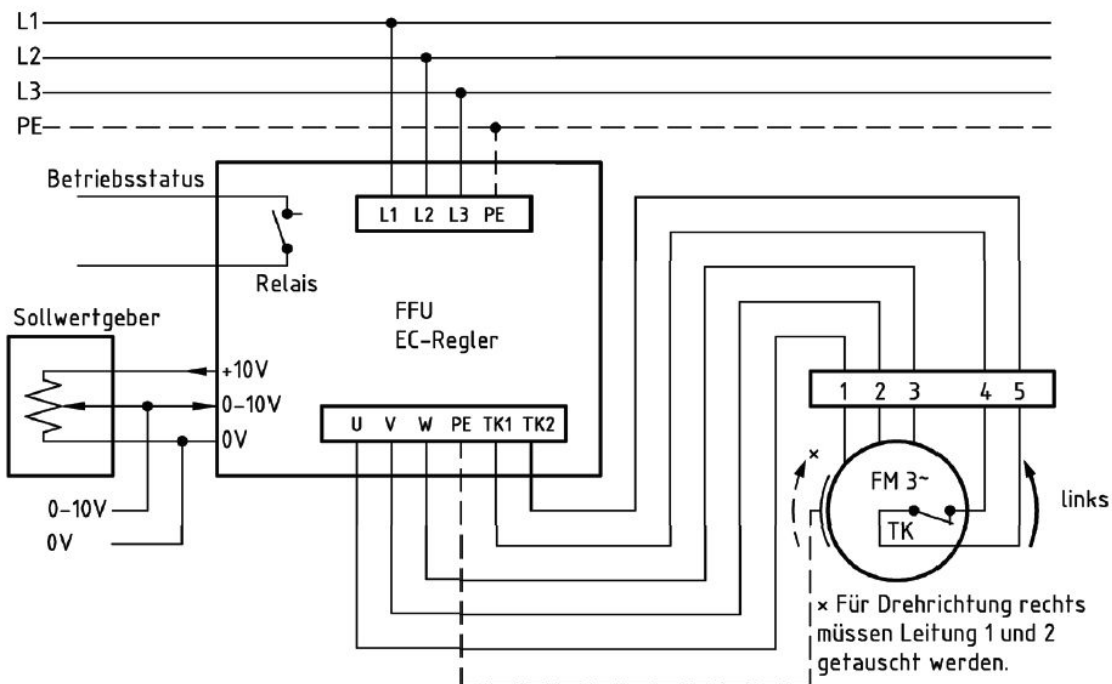 L1
L2
L3
PE
Betriebsstatus
L1 L2 L3 PE
Relais
Sollwertgeber
FFU
EC-Regler
+10V
0-10V
0V
U V W PE TK1 TK2
0-10V
0V
1 2 3 4 5
×
FM 3~
TK
links
× Für Drehrichtung rechts
müssen Leitung 1 und 2
getauscht werden.